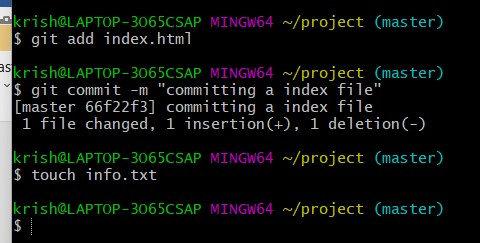 krish@LAPTOP-3O65CSAP MINGW64 ~/project (master)
$ git add index.html
krish@LAPTOP-3O65CSAP MINGW64 ~/project (master)
$ git commit -m "committing a index file"
[master 66f22f3] committing a index file
 1 file changed, 1 insertion(+), 1 deletion(-)
krish@LAPTOP-3O65CSAP MINGW64 ~/project (master)
$ touch info.txt
krish@LAPTOP-3O65CSAP MINGW64 ~/project (master)
$